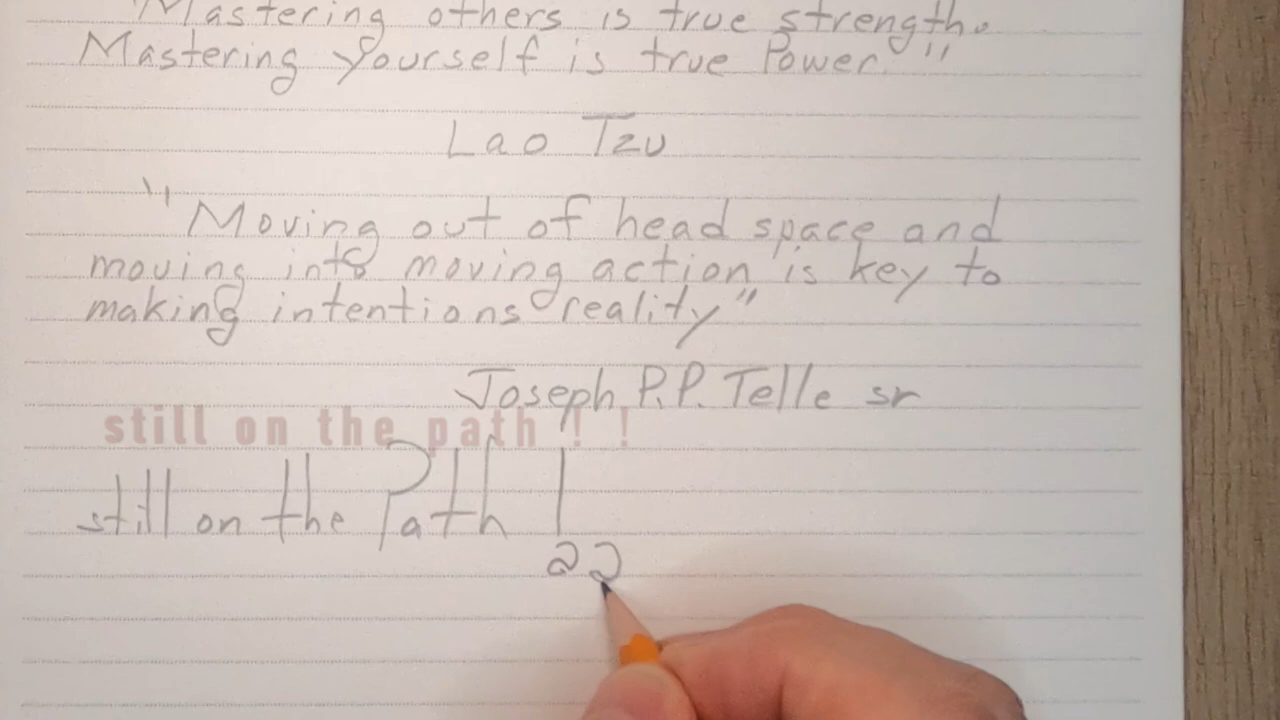 "Mastering others is true strength.
Mastering Yourself is true Power."
Lao Tzu
"Moving out of head space and
moving into moving action is key to
making intentions reality"
Joseph P.P. Telle sr
still on the path ! !
still on the Path !
22